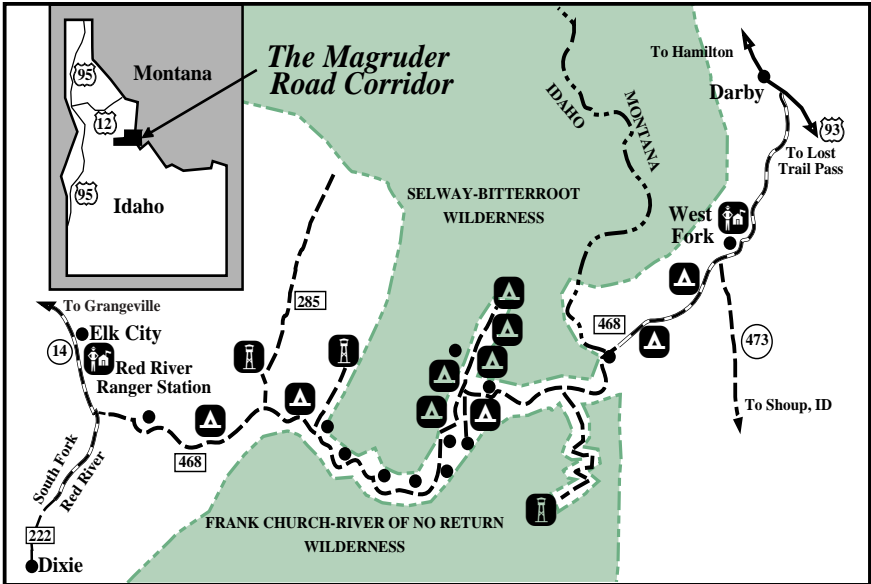 The Magruder
Road Corridor
95
Montana
12
95
Idaho
To Hamilton
Darby
93
To Lost
Trail Pass
IDAHO
MONTANA
SELWAY-BITTERROOT
WILDERNESS
West
Fork
285
To Grangeville
Elk City
14
Red River
Ranger Station
468
473
To Shoup, ID
468
South Fork
Red River
FRANK CHURCH-RIVER OF NO RETURN
WILDERNESS
222
Dixie